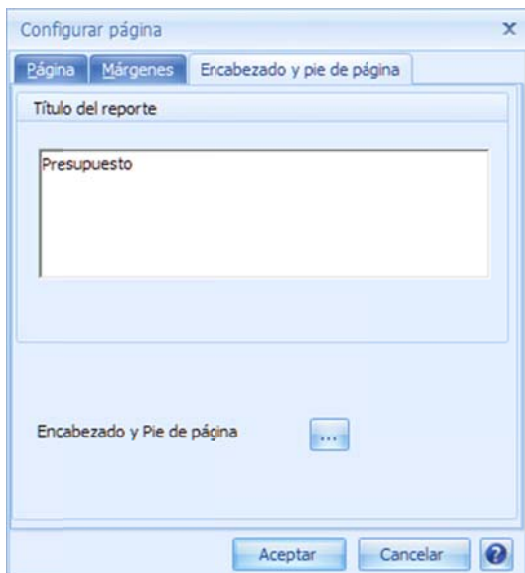 Configurar página
Página Márgenes Encabezado y pie de página
Título del reporte
Presupuesto
Encabezado y Pie de página ...
Aceptar Cancelar ?